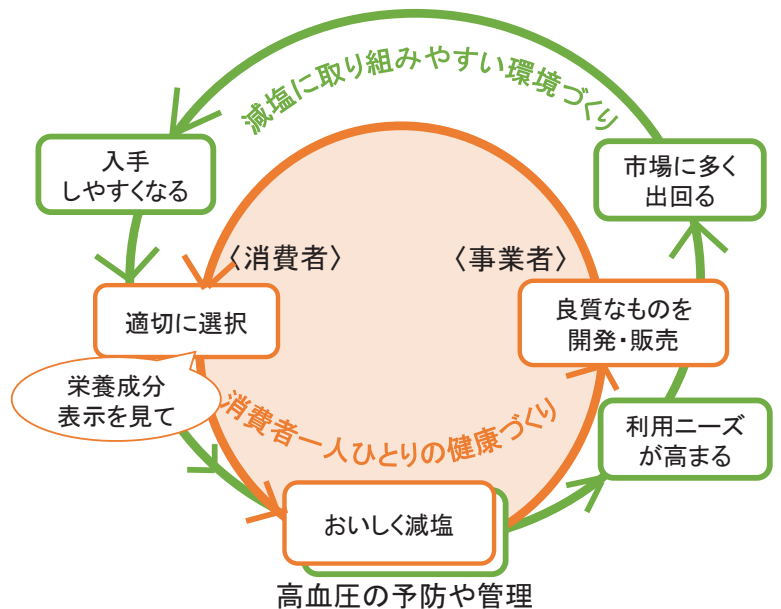 減塩に取り組みやすい環境づくり
入手
しやすくなる
市場に多く
出回る
〈消費者〉
〈事業者〉
適切に選択
良質なものを
開発・販売
栄養成分
表示を見て
消費者一人ひとりの健康づくり
利用ニーズ
が高まる
おいしく減塩
高血圧の予防や管理